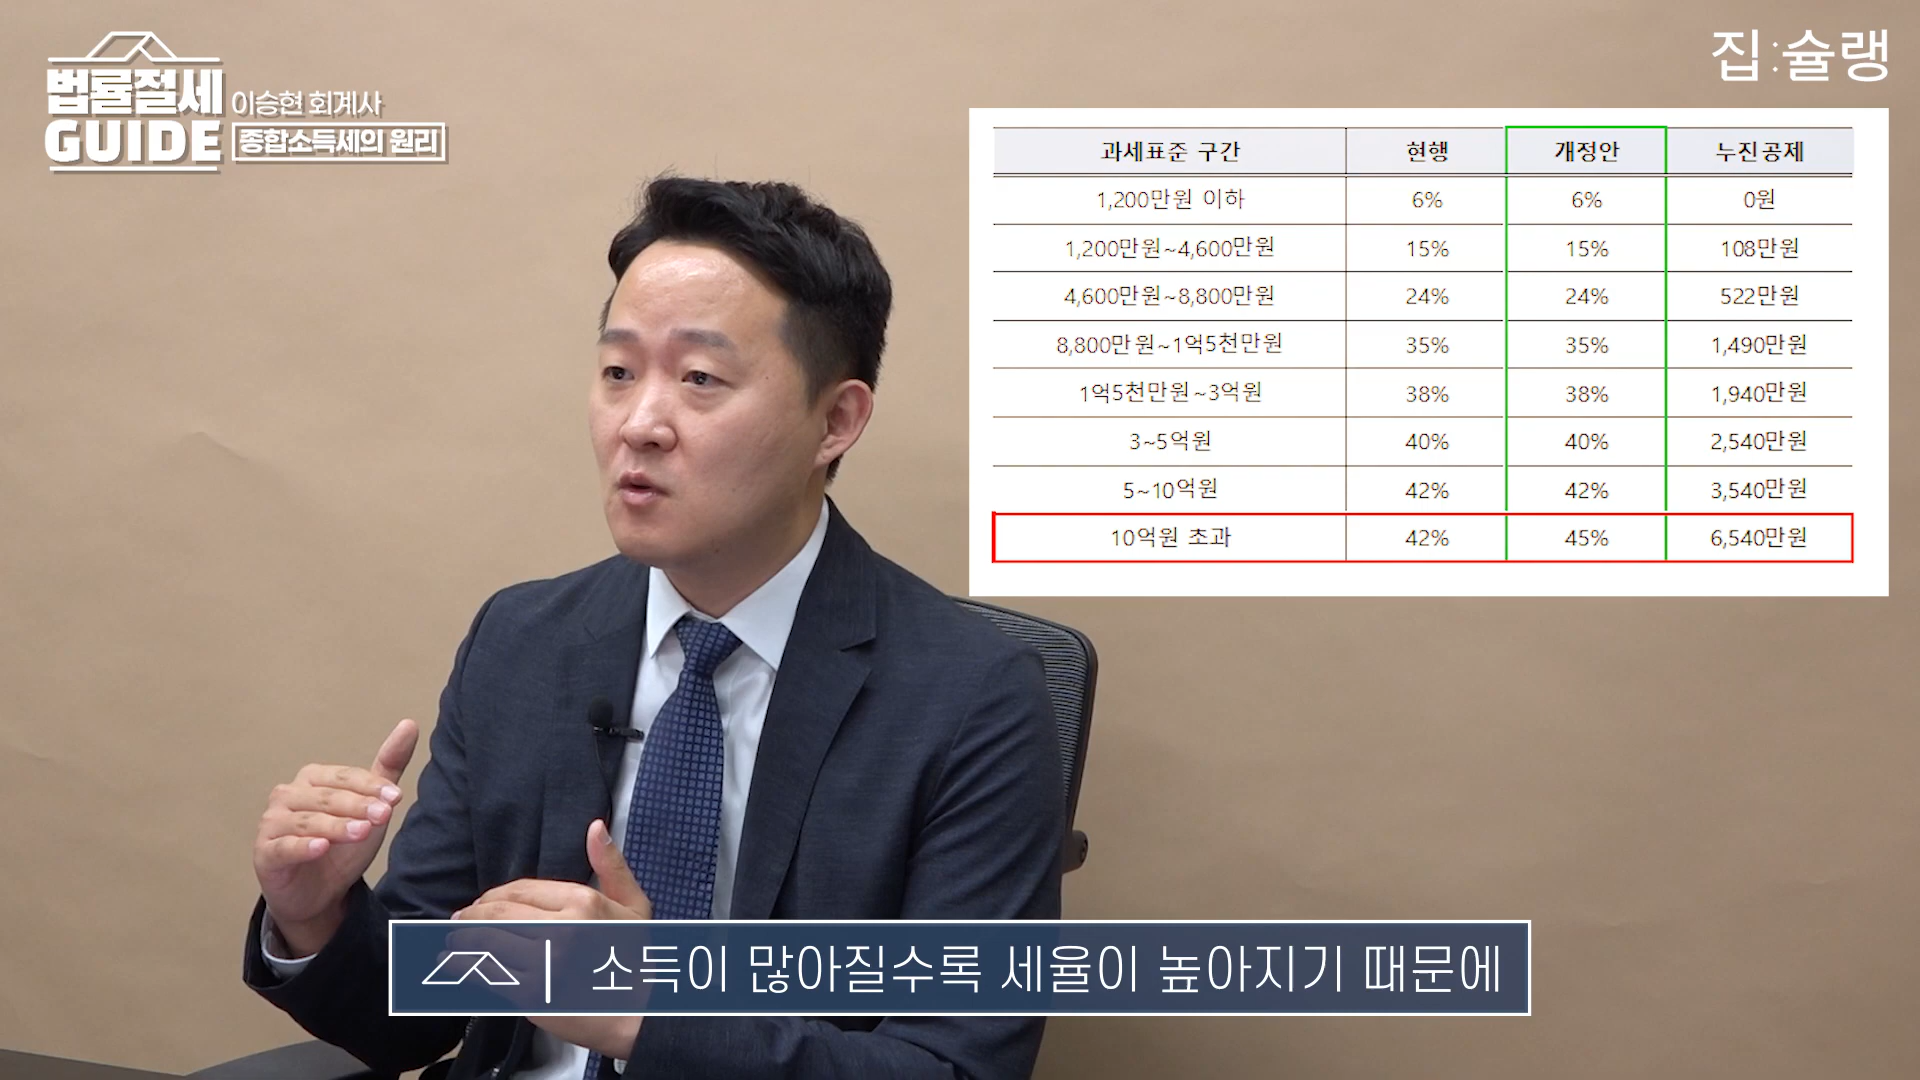 법률절세
GUIDE
이승현 회계사
종합소득세의 원리
집:슐랭
과세표준 구간 현행 개정안 누진공제
1,200만원 이하 6% 6% 0원
1,200만원~4,600만원 15% 15% 108만원
4,600만원~8,800만원 24% 24% 522만원
8,800만원~1억5천만원 35% 35% 1,490만원
1억5천만원~3억원 38% 38% 1,940만원
3~5억원 40% 40% 2,540만원
5~10억원 42% 42% 3,540만원
10억원 초과 42% 45% 6,540만원
소득이 많아질수록 세율이 높아지기 때문에